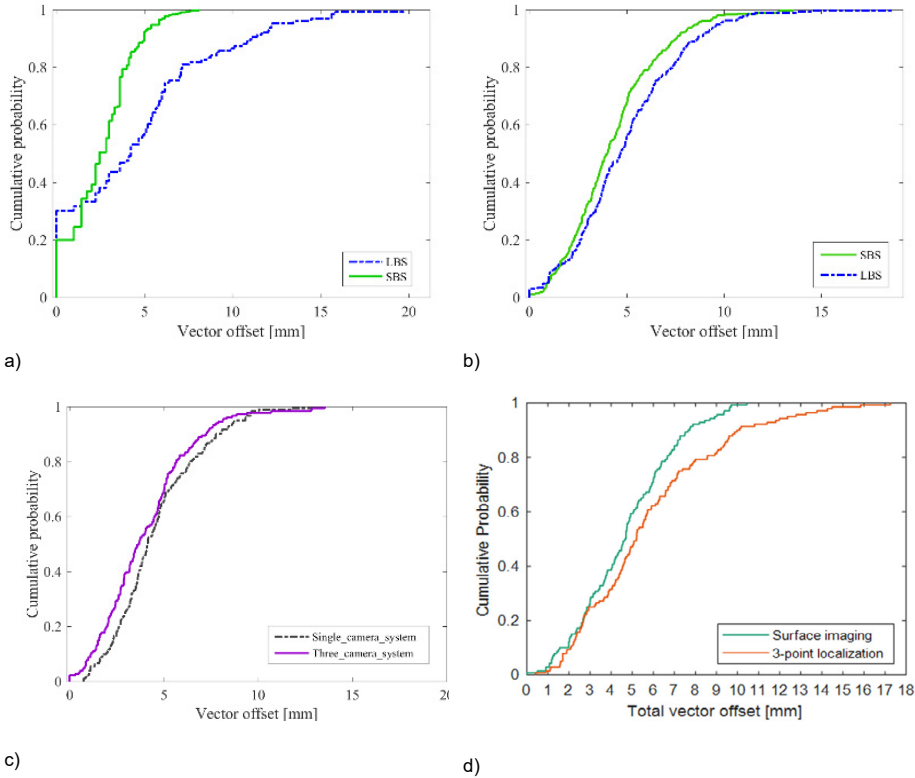 1
0.8
0.6
0.4
0.2
0
Cumulative probability
LBS
SBS
0 5 10 15 20
Vector offset [mm]
a)
1
0.8
0.6
0.4
0.2
0
Cumulative probability
SBS
LBS
0 5 10 15
Vector offset [mm]
b)
1
0.8
0.6
0.4
0.2
0
Cumulative probability
Single_camera_system
Three_camera_system
0 5 10 15 20
Vector offset [mm]
c)
1
0.8
0.6
0.4
0.2
0
Cumulative Probability
Surface imaging
3-point localization
0 1 2 3 4 5 6 7 8 9 10 11 12 13 14 15 16 17 18
Total vector offset [mm]
d)